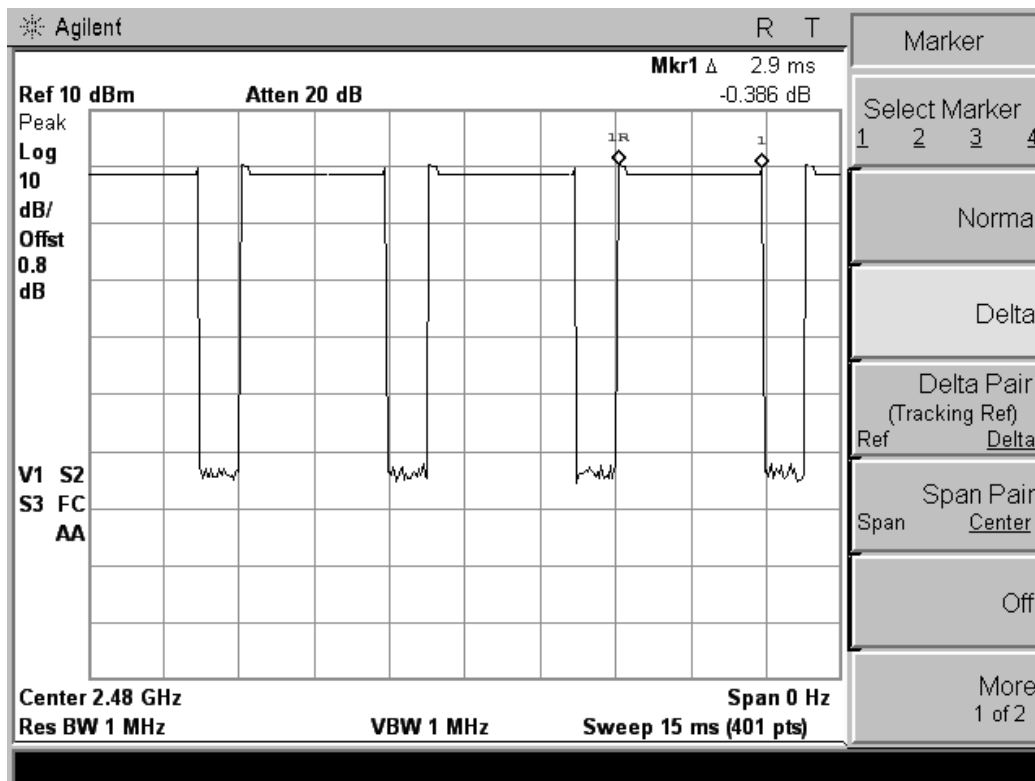 Agilent R T
Mkr1 Δ 2.9 ms
Ref 10 dBm Atten 20 dB -0.386 dB
Peak
Log
10
dB/
Offst
0.8
dB
1R
1
V1 S2
S3 FC
AA
Center 2.48 GHz Span 0 Hz
Res BW 1 MHz VBW 1 MHz Sweep 15 ms (401 pts)
Marker
Select Marker
1 2 3 4
Norma
Delta
Delta Pair
(Tracking Ref)
Ref Delta
Span Pair
Span Center
Off
More
1 of 2